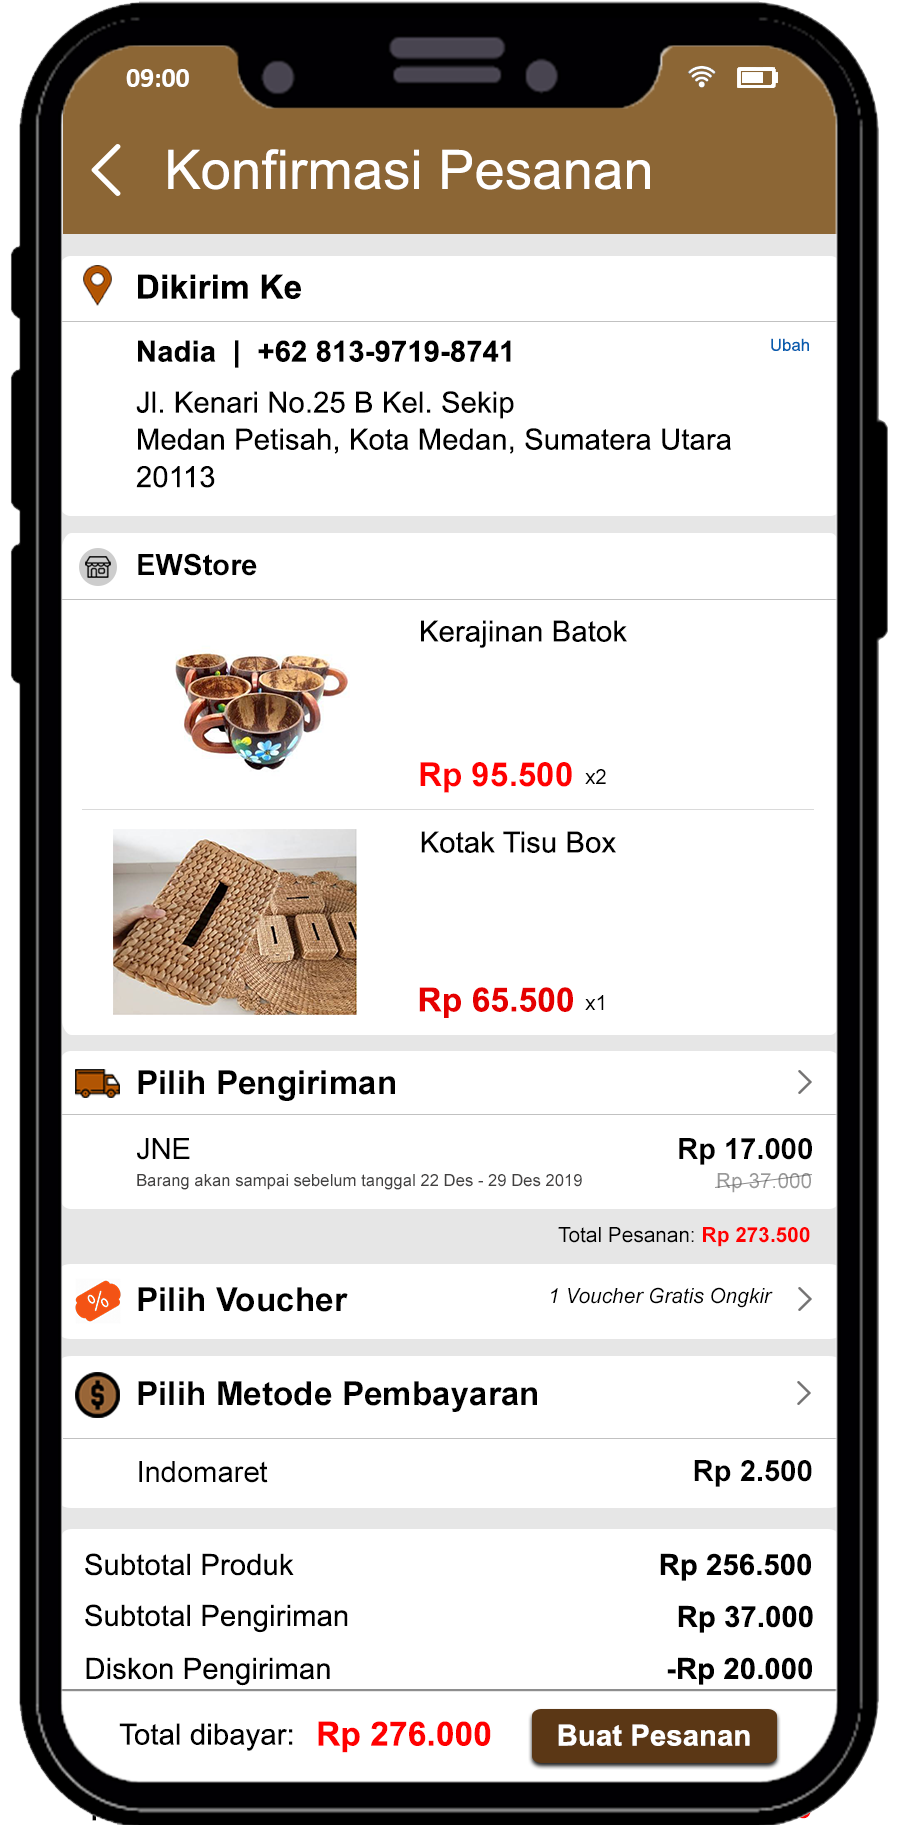 09:00
Konfirmasi Pesanan
Dikirim Ke
Nadia | +62 813-9719-8741
Ubah
Jl. Kenari No.25 B Kel. Sekip
Medan Petisah, Kota Medan, Sumatera Utara
20113
EWStore
Kerajinan Batok
Rp 95.500 x2
Kotak Tisu Box
Rp 65.500 x1
Pilih Pengiriman
JNE
Rp 17.000
Barang akan sampai sebelum tanggal 22 Des - 29 Des 2019
Rp 37.000
Total Pesanan: Rp 273.500
Pilih Voucher
1 Voucher Gratis Ongkir
Pilih Metode Pembayaran
Indomaret
Rp 2.500
Subtotal Produk
Rp 256.500
Subtotal Pengiriman
Rp 37.000
Diskon Pengiriman
-Rp 20.000
Total dibayar: Rp 276.000
Buat Pesanan